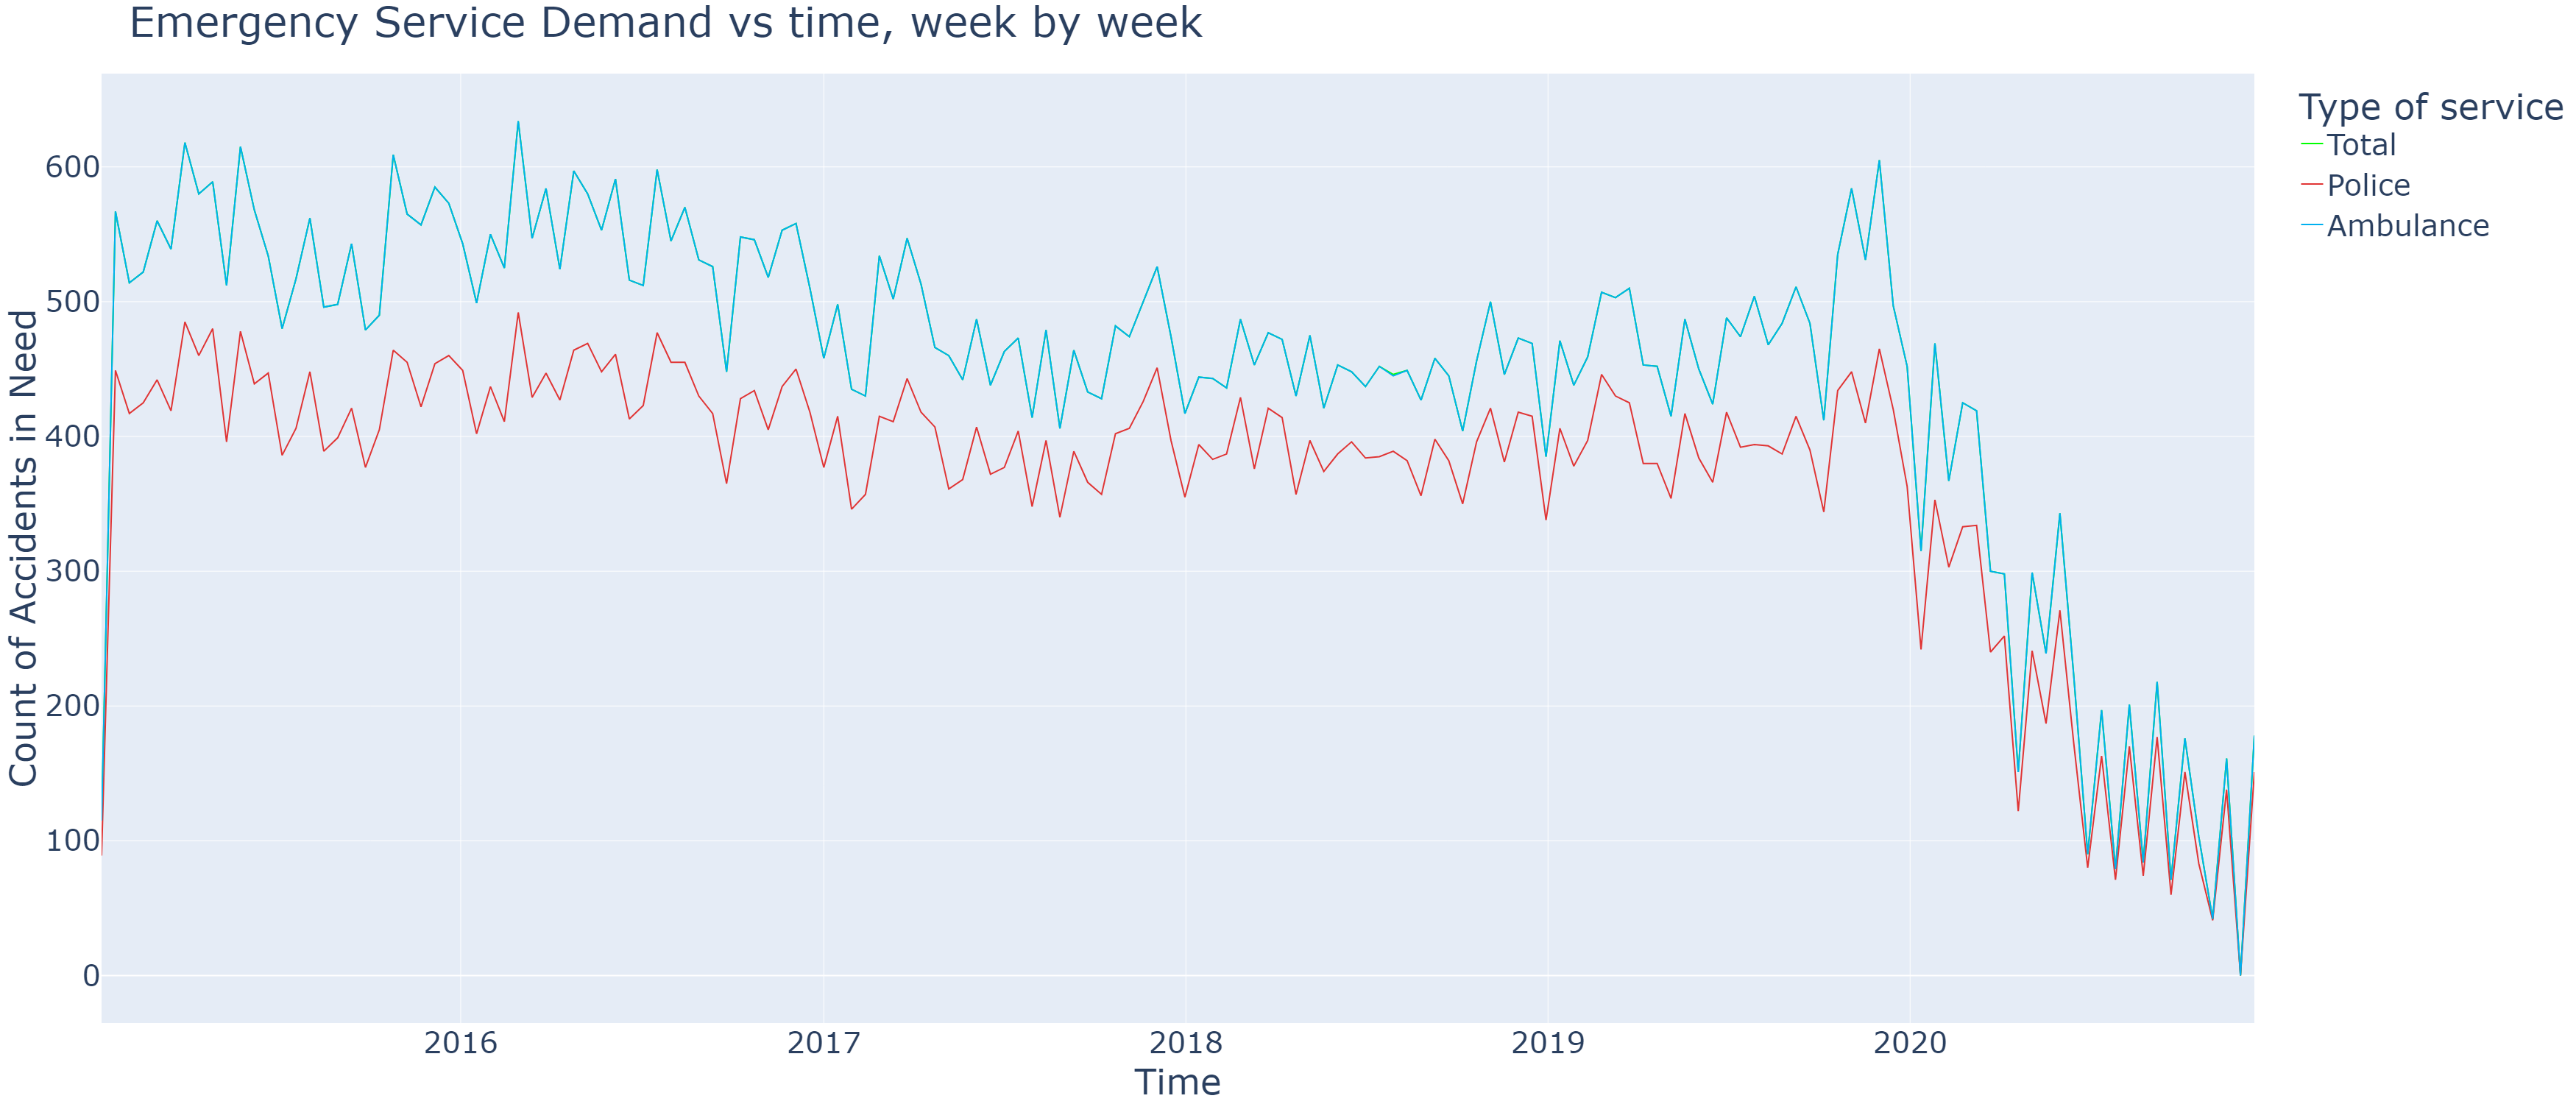 Emergency Service Demand vs time, week by week
Type of service
Total
Police
Ambulance
Count of Accidents in Need
600
500
400
300
200
100
0
2016
2017
2018
2019
2020
Time